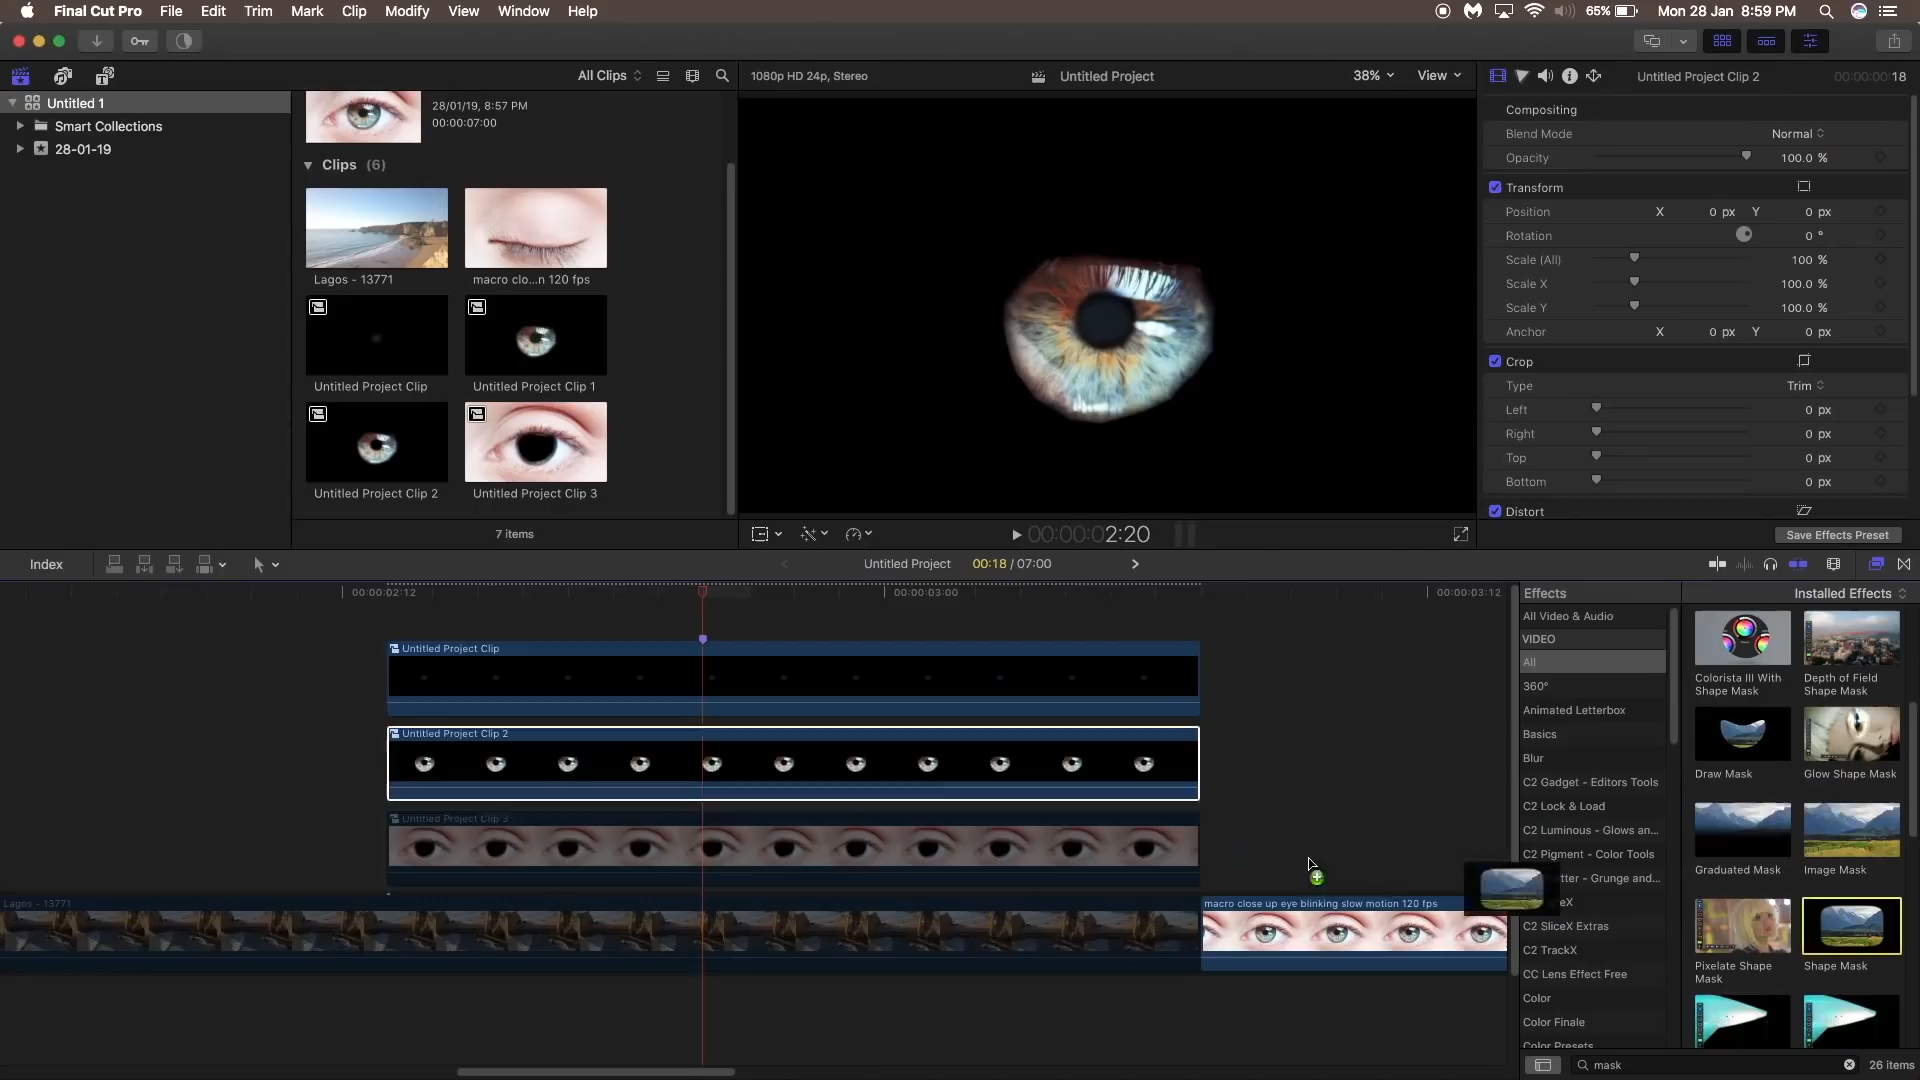 Final Cut Pro File Edit Trim Mark Clip Modify View Window Help
65% Mon 28 Jan 8:59 PM
All Clips
1080p HD 24p, Stereo
Untitled Project
38%
View
Untitled Project Clip 2
00:00:00:18
Untitled 1
Smart Collections
28-01-19
28/01/19, 8:57 PM
00:00:07:00
Clips (6)
Lagos - 13771
macro clo...n 120 fps
Untitled Project Clip
Untitled Project Clip 1
Untitled Project Clip 2
Untitled Project Clip 3
7 items
00:00:02:20
Compositing
Blend Mode Normal
Opacity 100.0 %
Transform
Position X 0 px Y 0 px
Rotation 0 °
Scale (All) 100 %
Scale X 100.0 %
Scale Y 100.0 %
Anchor X 0 px Y 0 px
Crop
Type Trim
Left 0 px
Right 0 px
Top 0 px
Bottom 0 px
Distort
Save Effects Preset
Index
Untitled Project 00:18 / 07:00
00:00:02:12
00:00:03:00
00:00:03:12
Untitled Project Clip
Untitled Project Clip 2
Untitled Project Clip 3
Lagos - 13771
macro close up eye blinking slow motion 120 fps
Effects
Installed Effects
All Video & Audio
VIDEO
All
360°
Animated Letterbox
Basics
Blur
C2 Gadget - Editors Tools
C2 Lock & Load
C2 Luminous - Glows an...
C2 Pigment - Color Tools
tter - Grunge and...
eX
C2 SliceX Extras
C2 TrackX
CC Lens Effect Free
Color
Color Finale
Color Presets
Colorista III With
Shape Mask
Depth of Field
Shape Mask
Draw Mask
Glow Shape Mask
Graduated Mask
Image Mask
Pixelate Shape
Mask
Shape Mask
mask
26 items